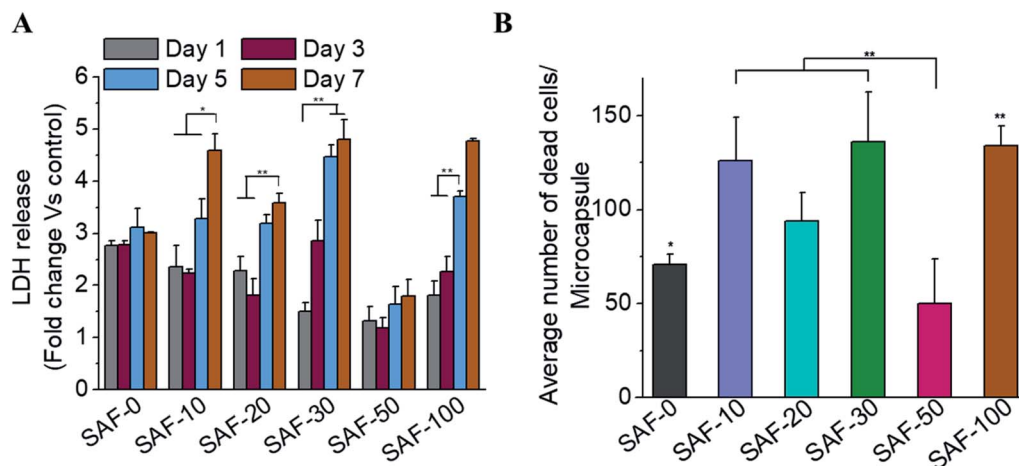 A
Day 1
Day 3
Day 5
Day 7
LDH release
(Fold change Vs control)
6
5
4
3
2
1
0
*
**
**
**
SAF-0
SAF-10
SAF-20
SAF-30
SAF-50
SAF-100
B
Average number of dead cells/
Microcapsule
150
100
50
0
*
**
**
SAF-0
SAF-10
SAF-20
SAF-30
SAF-50
SAF-100